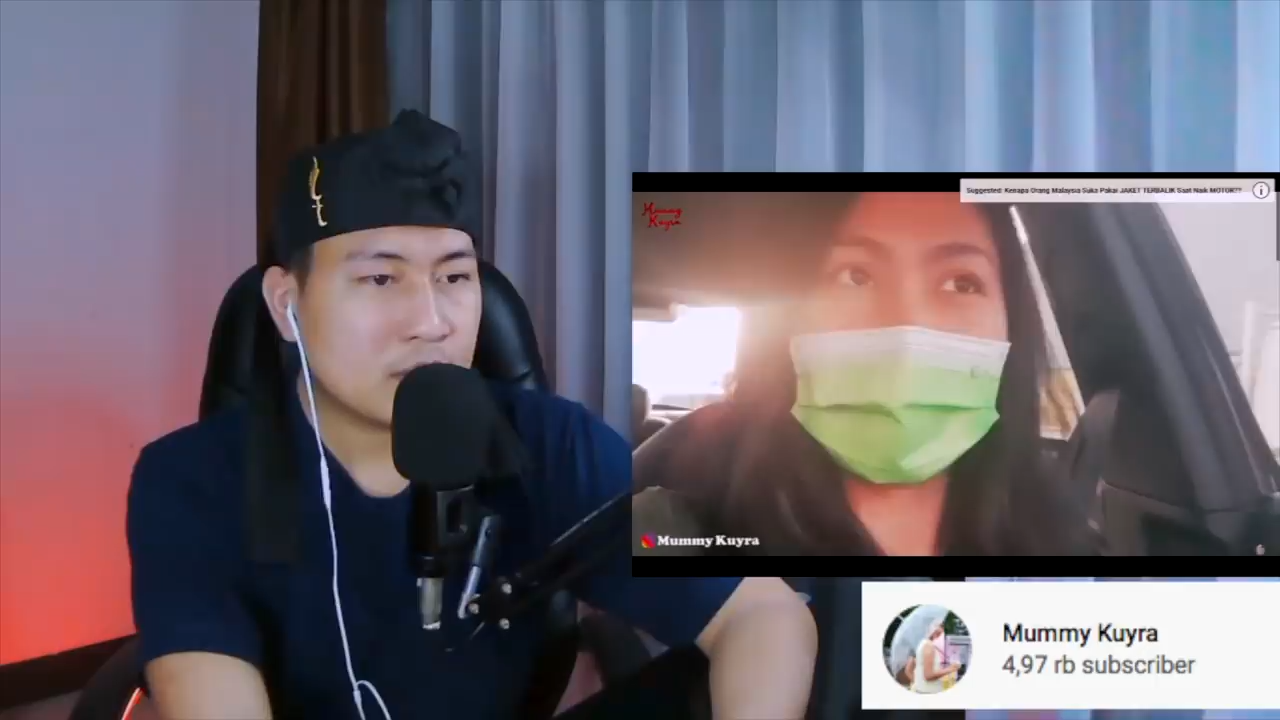 Suggested: Kenapa Orang Malaysia Suka Pakai JAKET TERBALIK Saat Naik MOTOR??
Mummy
Kuyra
Mummy Kuyra
Mummy Kuyra
4,97 rb subscriber